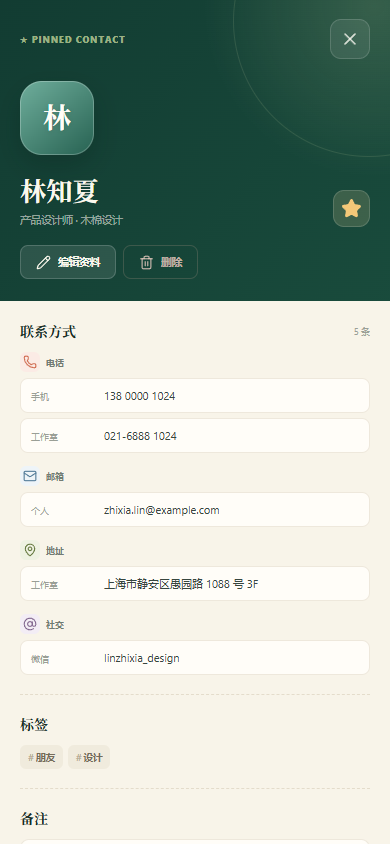 ★ PINNED CONTACT
林
林知夏
产品设计师 · 木棉设计
编辑资料
删除
联系方式
5 条
电话
手机
138 0000 1024
工作室
021-6888 1024
邮箱
个人
zhixia.lin@example.com
地址
工作室
上海市静安区愚园路 1088 号 3F
社交
微信
linzhixia_design
标签
# 朋友
# 设计
备注